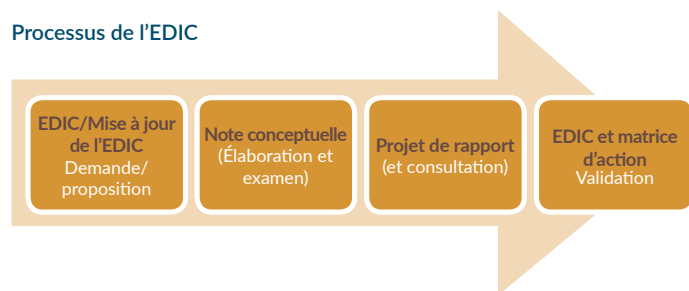 Processus de l'EDIC
EDIC/Mise à jour
de l'EDIC
Demande/
proposition
Note conceptuelle
(Élaboration et
examen)
Projet de rapport
(et consultation)
EDIC et matrice
d'action
Validation